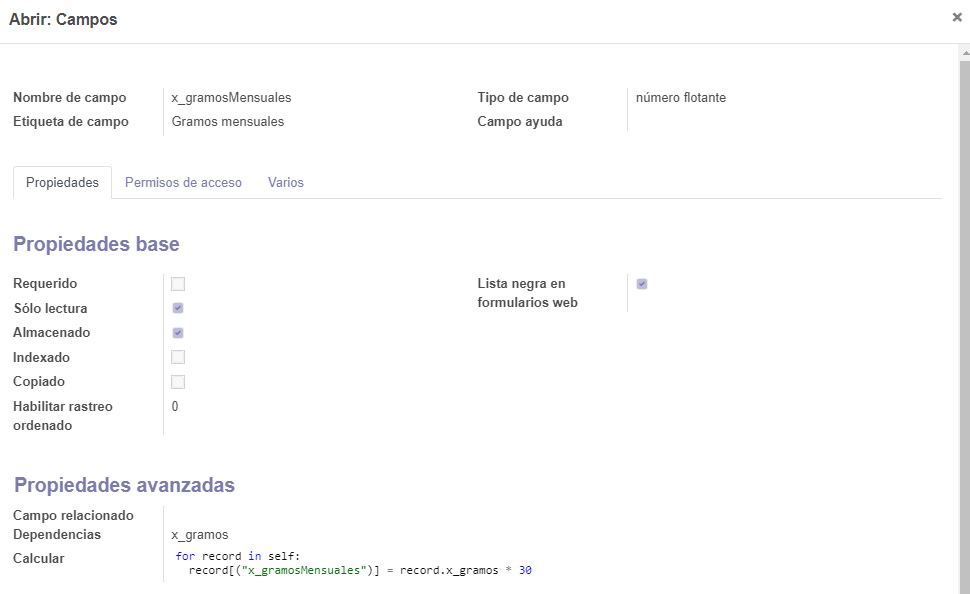 Abrir: Campos
×
Nombre de campo x_gramosMensuales Tipo de campo número flotante
Etiqueta de campo Gramos mensuales Campo ayuda
Propiedades Permisos de acceso Varios
Propiedades base
Requerido Lista negra en
formularios web
Sólo lectura
Almacenado
Indexado
Copiado
Habilitar rastreo 0
ordenado
Propiedades avanzadas
Campo relacionado
Dependencias x_gramos
Calcular for record in self:
record[("x_gramosMensuales")] = record.x_gramos * 30